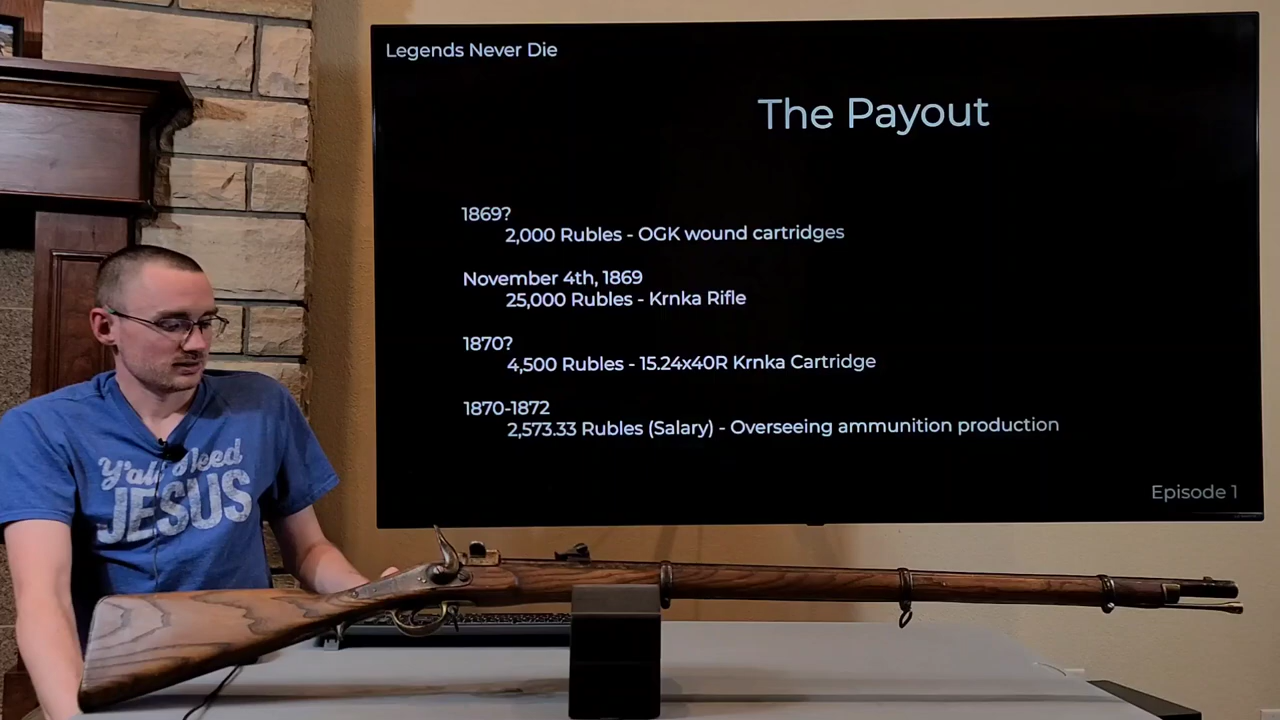 Legends Never Die
The Payout
1869?
2,000 Rubles - OGK wound cartridges
November 4th, 1869
25,000 Rubles - Krnka Rifle
1870?
4,500 Rubles - 15.24x40R Krnka Cartridge
1870-1872
2,573.33 Rubles (Salary) - Overseeing ammunition production
Episode 1
Y'all Need
JESUS